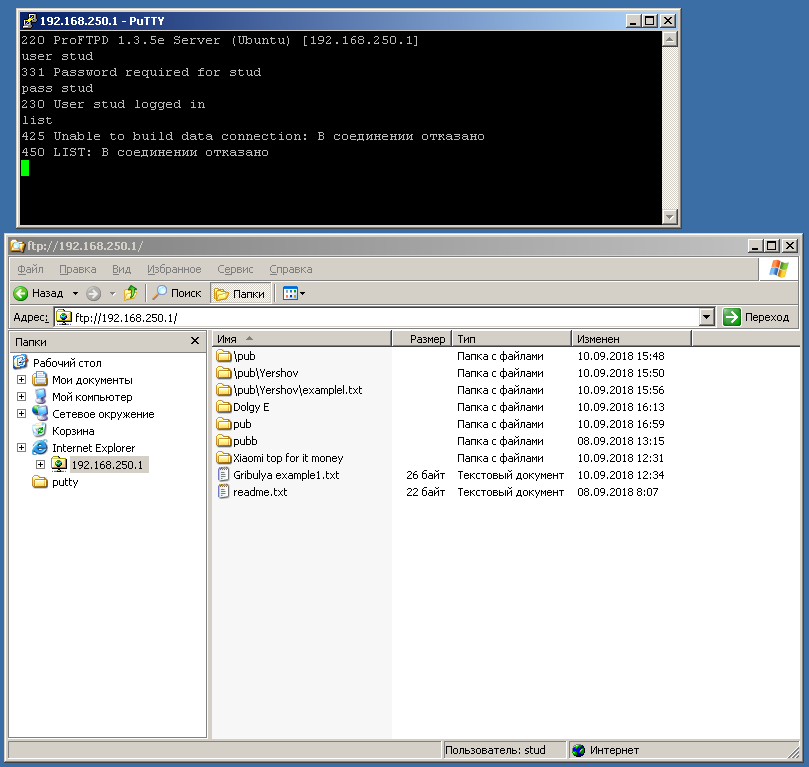 192.168.250.1 - PuTTY
220 ProFTPD 1.3.5e Server (Ubuntu) [192.168.250.1]
user stud
331 Password required for stud
pass stud
230 User stud logged in
list
425 Unable to build data connection: В соединении отказано
450 LIST: В соединении отказано
ftp://192.168.250.1/
Файл Правка Вид Избранное Сервис Справка
Назад Поиск Папки
Адрес: ftp://192.168.250.1/ Переход
Папки
Рабочий стол
Мои документы
Мой компьютер
Сетевое окружение
Корзина
Internet Explorer
192.168.250.1
putty
Имя Размер Тип Изменен
\pub Папка с файлами 10.09.2018 15:48
\pub\Yershov Папка с файлами 10.09.2018 15:50
\pub\Yershov\examplel.txt Папка с файлами 10.09.2018 15:56
Dolgy E Папка с файлами 10.09.2018 16:13
pub Папка с файлами 10.09.2018 16:59
pubb Папка с файлами 08.09.2018 13:15
Xiaomi top for it money Папка с файлами 10.09.2018 12:31
Gribulya example1.txt 26 байт Текстовый документ 10.09.2018 12:34
readme.txt 22 байт Текстовый документ 08.09.2018 8:07
Пользователь: stud Интернет